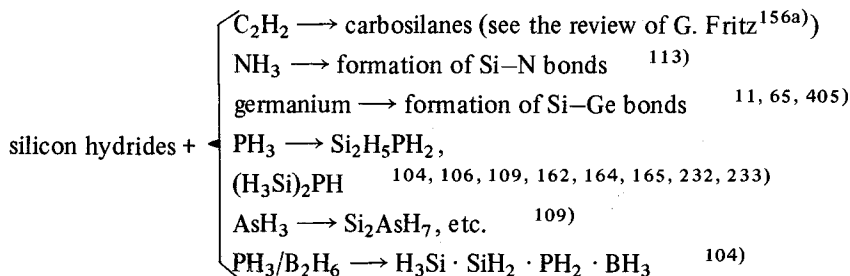 C₂H₂ ⟶ carbosilanes (see the review of G. Fritz¹⁵⁶ᵃ⁾)
NH₃ ⟶ formation of Si–N bonds ¹¹³⁾
germanium ⟶ formation of Si–Ge bonds ¹¹, ⁶⁵, ⁴⁰⁵⁾
silicon hydrides + PH₃ ⟶ Si₂H₅PH₂,
(H₃Si)₂PH ¹⁰⁴, ¹⁰⁶, ¹⁰⁹, ¹⁶², ¹⁶⁴, ¹⁶⁵, ²³², ²³³⁾
AsH₃ ⟶ Si₂AsH₇, etc. ¹⁰⁹⁾
PH₃/B₂H₆ ⟶ H₃Si · SiH₂ · PH₂ · BH₃ ¹⁰⁴⁾